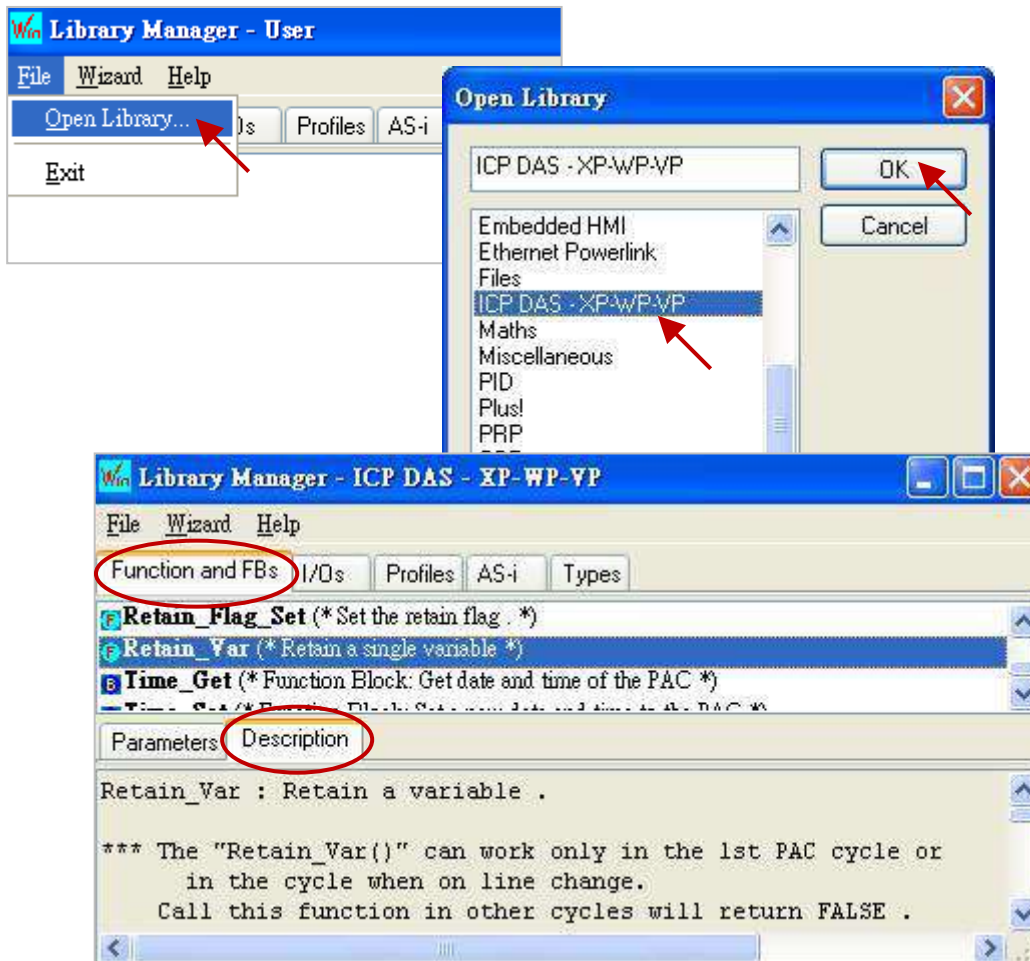 Library Manager - User
File Wizard Help
Open Library...
Profiles AS-i
Exit
Open Library
ICP DAS - XP-WP-VP
OK
Cancel
Embedded HMI
Ethernet Powerlink
Files
ICP DAS - XP-WP-VP
Maths
Miscellaneous
PID
Plus!
PRP
Library Manager - ICP DAS - XP-WP-VP
File Wizard Help
Function and FBs I/Os Profiles AS-i Types
Retain_Flag_Set (* Set the retain flag . *)
Retain_Var (* Retain a single variable *)
Time_Get (* Function Block: Get date and time of the PAC *)
Parameters Description
Retain_Var : Retain a variable .
*** The "Retain_Var()" can work only in the 1st PAC cycle or
in the cycle when on line change.
Call this function in other cycles will return FALSE .